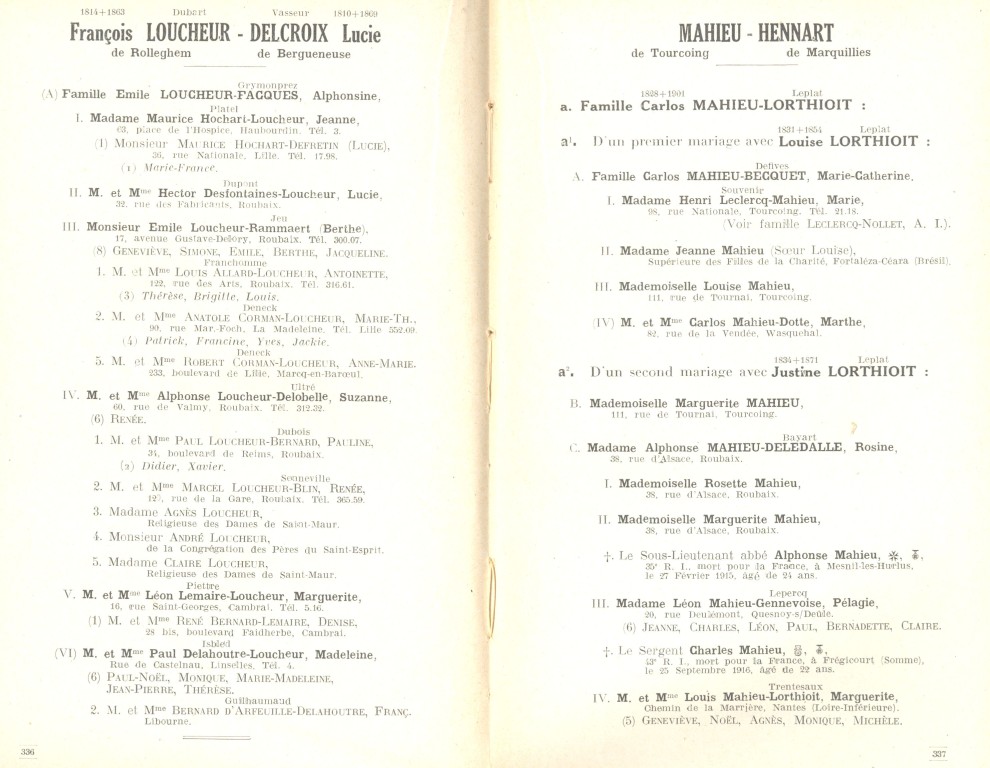 1814+1863 Dubart Vasseur 1810+1869
François LOUCHEUR - DELCROIX Lucie
de Rolleghem de Bergueneuse
Grymonprez
(A) Famille Emile LOUCHEUR-FACQUES, Alphonsine,
Platel
I. Madame Maurice Hochart-Loucheur, Jeanne,
63, place de l'Hospice, Haubourdin. Tél. 3.
(1) Monsieur MAURICE HOCHART-DEFRETIN (LUCIE),
36, rue Nationale, Lille. Tél. 17.98.
(1) Marie-France.
Dupont
II. M. et Mme Hector Desfontaines-Loucheur, Lucie,
32, rue des Fabricants, Roubaix.
Jeu
III. Monsieur Emile Loucheur-Rammaert (Berthe),
17, avenue Gustave-Delory, Roubaix. Tél. 300.07.
(8) GENEVIÈVE, SIMONE, EMILE, BERTHE, JACQUELINE.
Franchomme
1. M. et Mme LOUIS ALLARD-LOUCHEUR, ANTOINETTE,
122, rue des Arts, Roubaix. Tél. 316.61.
(3) Thérèse, Brigitte, Louis.
Deneck
2. M. et Mme ANATOLE CORMAN-LOUCHEUR, MARIE-TH.,
90, rue Mar.-Foch, La Madeleine. Tél. Lille 552.09.
(4) Patrick, Francine, Yves, Jackie.
Deneck
5. M. et Mme ROBERT CORMAN-LOUCHEUR, ANNE-MARIE.
233, boulevard de Lille, Marcq-en-Barœul.
Ultré
IV. M. et Mme Alphonse Loucheur-Delobelle, Suzanne,
60, rue de Valmy, Roubaix. Tél. 312.32.
(6) RENÉE.
Dubois
1. M. et Mme PAUL LOUCHEUR-BERNARD, PAULINE,
34, boulevard de Reims, Roubaix.
(2) Didier, Xavier.
Senneville
2. M. et Mme MARCEL LOUCHEUR-BLIN, RENÉE,
rue de la Gare, Roubaix. Tél. 365.59.
3. Madame AGNÈS LOUCHEUR,
Religieuse des Dames de Saint-Maur.
4. Monsieur ANDRÉ LOUCHEUR,
de la Congrégation des Pères du Saint-Esprit.
5. Madame CLAIRE LOUCHEUR,
Religieuse des Dames de Saint-Maur.
Piettre
V. M. et Mme Léon Lemaire-Loucheur, Marguerite,
16, rue Saint-Georges, Cambrai. Tél. 5.16.
(1) M. et Mme RENÉ BERNARD-LEMAIRE, DENISE,
28 bis, boulevard Faidherbe, Cambrai.
Isbled
(VI) M. et Mme Paul Delahoutre-Loucheur, Madeleine,
Rue de Castelnau, Linselles, Tél. 4.
(6) PAUL-NOËL, MONIQUE, MARIE-MADELEINE,
JEAN-PIERRE, THÉRÈSE.
Guilhaumaud
2. M. et Mme BERNARD D'ARFEUILLE-DELAHOUTRE, FRANÇ.
Libourne.
336
MAHIEU - HENNART
de Tourcoing de Marquillies
1828+1901 Leplat
a. Famille Carlos MAHIEU-LORTHIOIT :
1831+1854 Leplat
a1. D'un premier mariage avec Louise LORTHIOIT :
Defives
A. Famille Carlos MAHIEU-BECQUET, Marie-Catherine,
Souvenir
I. Madame Henri Leclercq-Mahieu, Marie,
98, rue Nationale, Tourcoing. Tél. 21.18.
(Voir famille LECLERCQ-NOLLET, A. I.).
II. Madame Jeanne Mahieu (Sœur Louise),
Supérieure des Filles de la Charité, Fortaléza-Céara (Brésil).
III. Mademoiselle Louise Mahieu,
111, rue de Tournai, Tourcoing.
(IV) M. et Mme Carlos Mahieu-Dotte, Marthe,
82, rue de la Vendée, Wasquehal.
1834+1871 Leplat
a2. D'un second mariage avec Justine LORTHIOIT :
B. Mademoiselle Marguerite MAHIEU,
111, rue de Tournai, Tourcoing.
Bayart
C. Madame Alphonse MAHIEU-DELEDALLE, Rosine,
38, rue d'Alsace, Roubaix.
I. Mademoiselle Rosette Mahieu,
38, rue d'Alsace, Roubaix.
II. Mademoiselle Marguerite Mahieu,
38, rue d'Alsace, Roubaix.
†. Le Sous-Lieutenant abbé Alphonse Mahieu,
35e R. I., mort pour la France, à Mesnil-les-Hurlus,
le 27 Février 1915, âgé de 24 ans.
Lepercq
III. Madame Léon Mahieu-Gennevoise, Pélagie,
20, rue Deulémont, Quesnoy-s/Deûle.
(6) JEANNE, CHARLES, LÉON, PAUL, BERNADETTE, CLAIRE.
†. Le Sergent Charles Mahieu,
43e R. I., mort pour la France, à Frégicourt (Somme),
le 25 Septembre 1916, âgé de 22 ans.
Trentesaux
IV. M. et Mme Louis Mahieu-Lorthioit, Marguerite,
Chemin de la Marrière, Nantes (Loire-Inférieure).
(5) GENEVIÈVE, NOËL, AGNÈS, MONIQUE, MICHÈLE.
337